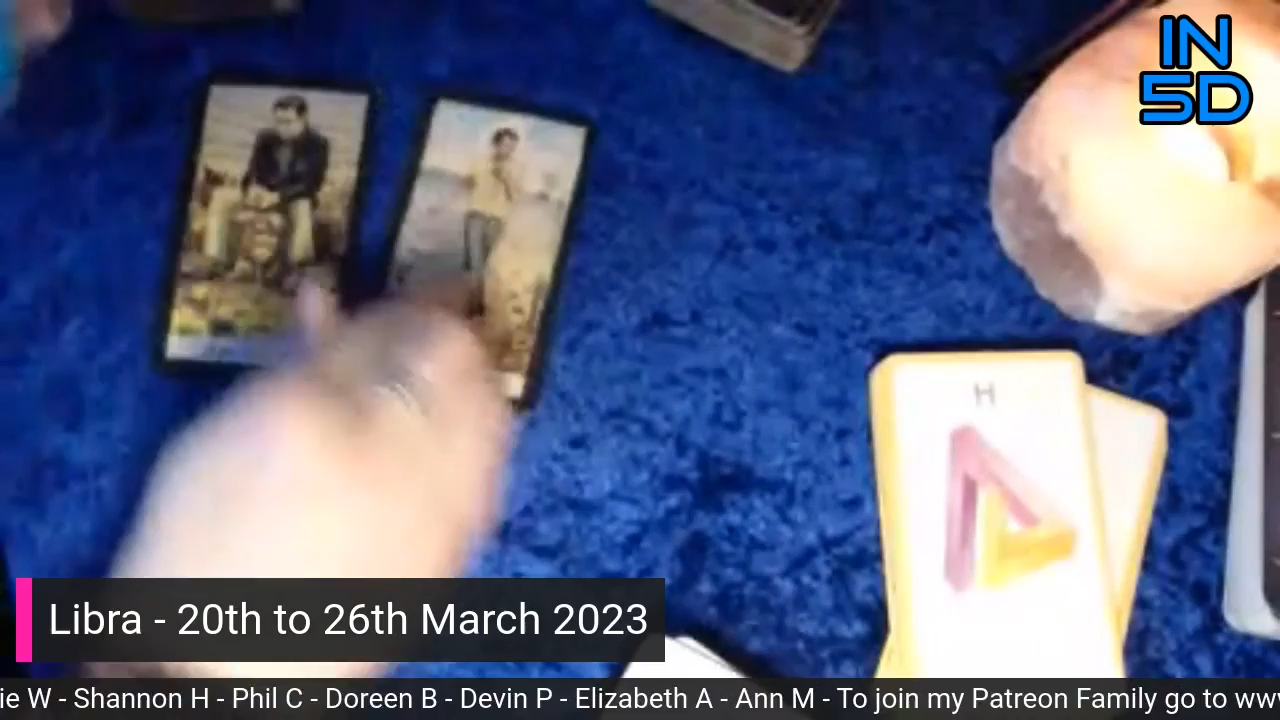 IN
5D
H
Libra - 20th to 26th March 2023
ie W - Shannon H - Phil C - Doreen B - Devin P - Elizabeth A - Ann M - To join my Patreon Family go to www